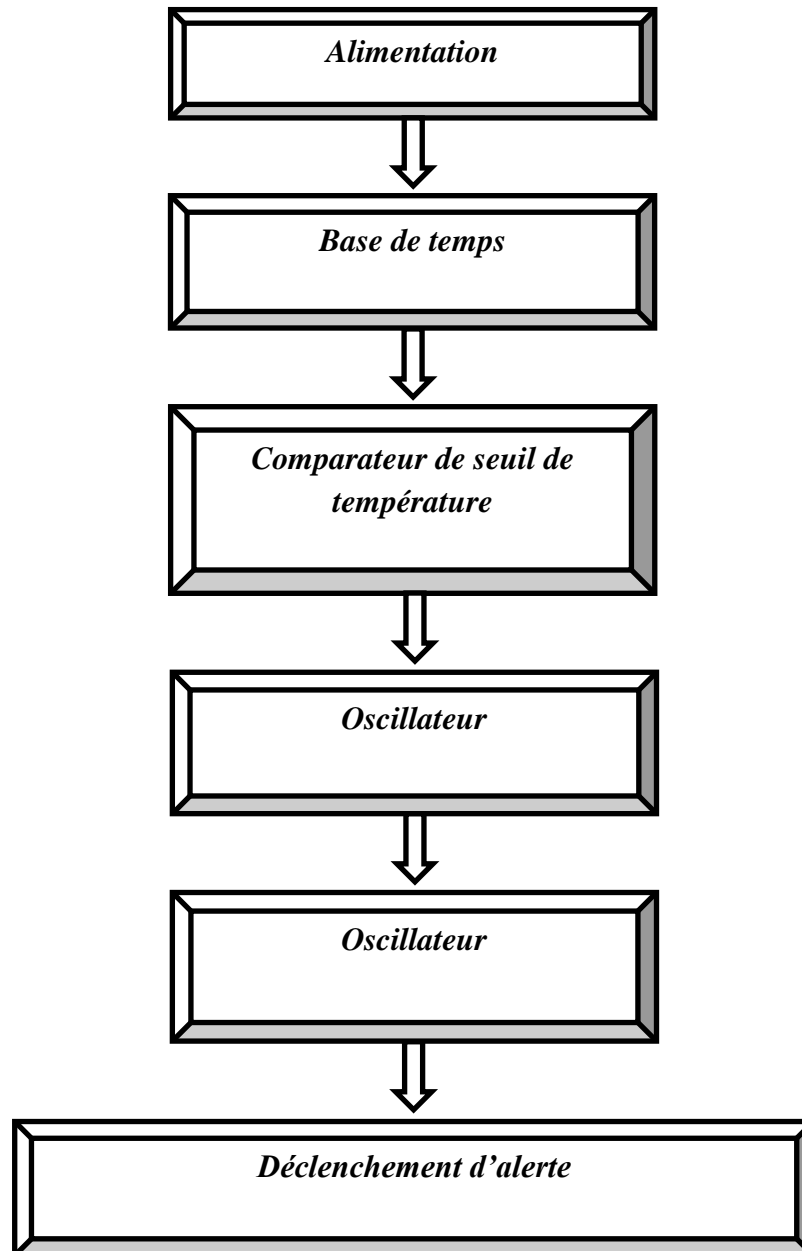 Alimentation
Base de temps
Comparateur de seuil de
température
Oscillateur
Oscillateur
Déclenchement d’alerte